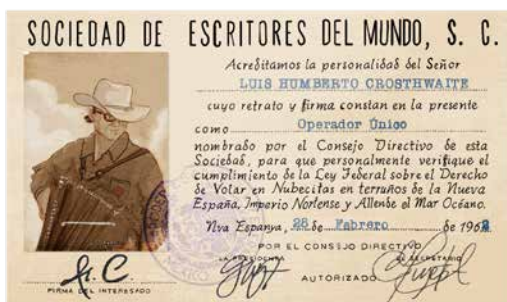 SOCIEDAD DE ESCRITORES DEL MUNDO, S. C.
Acreditamos la personalidad del Señor
LUIS HUMBERTO CROSTHWAITE
cuyo retrato y firma constan en la presente
como Operador Único
nombrado por el Consejo Directivo de esta
Sociedad, para que personalmente verifique el
cumplimiento de la Ley Federal sobre el Derecho
de Volar en Nubecitas en terruños de la Nueva
España, Imperio Nortense y Allende el Mar Océano.
Nva Espanya, 28 de Febrero de 1962
POR EL CONSEJO DIRECTIVO
EL SECRETARIO
AUTORIZADO
H. C.
FIRMA DEL INTERESADO